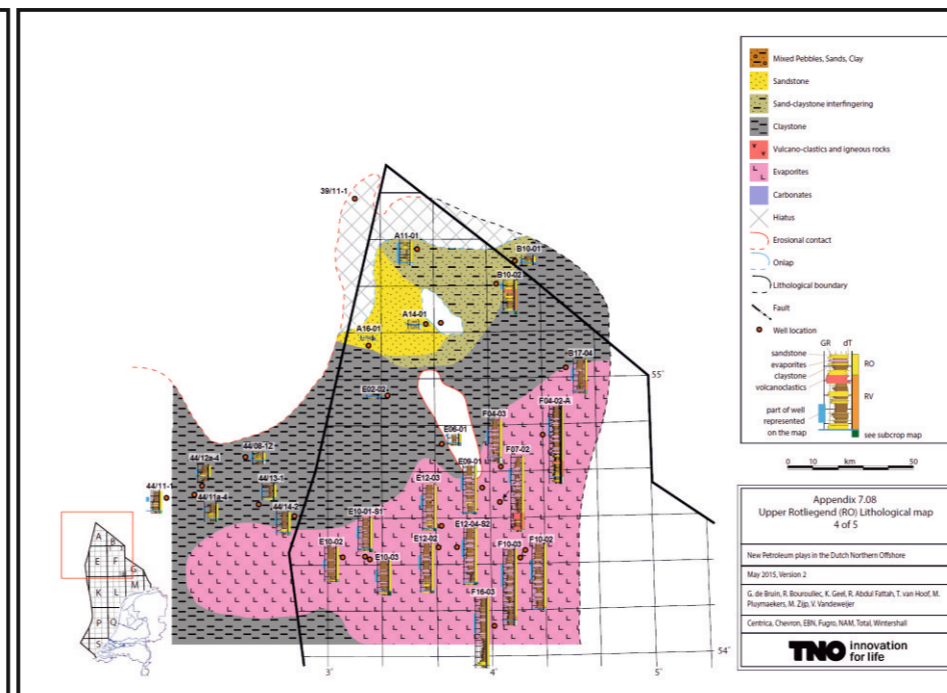 39/11-1
A11-01
B10-01
B10-02
A14-01
A16-01
B17-04
55°
E02-02
F04-03
F04-02-A
E06-01
44/08-12
F07-02
44/12a-4
E09-01
44/13-1
E12-03
44/11-1
44/11a-4
44/14-2
E10-01-S1
E12-04-S2
E10-02
E12-02
F10-03
F10-02
E10-03
F16-03
54°
3°
4°
5°
A
B
E
F
G
K
L
M
P
Q
S
Mixed Pebbles, Sands, Clay
Sandstone
Sand-claystone interfingering
Claystone
Vulcano-clastics and igneous rocks
Evaporites
Carbonates
Hiatus
Erosional contact
Onlap
Lithological boundary
Fault
Well location
GR dT
sandstone
evaporites
claystone
volcanoclastics
RO
RV
part of well
represented
on the map
see subcrop map
0 10 km 50
Appendix 7.08
Upper Rotliegend (RO) Lithological map
4 of 5
New Petroleum plays in the Dutch Northern Offshore
May 2015, Version 2
G. de Bruin, R. Bouroullec, K. Geel, R. Abdul Fattah, T. van Hoof, M.
Pluymaekers, M. Zijp, V. Vandeweijer
Centrica, Chevron, EBN, Fugro, NAM, Total, Wintershall
TNO innovation
for life